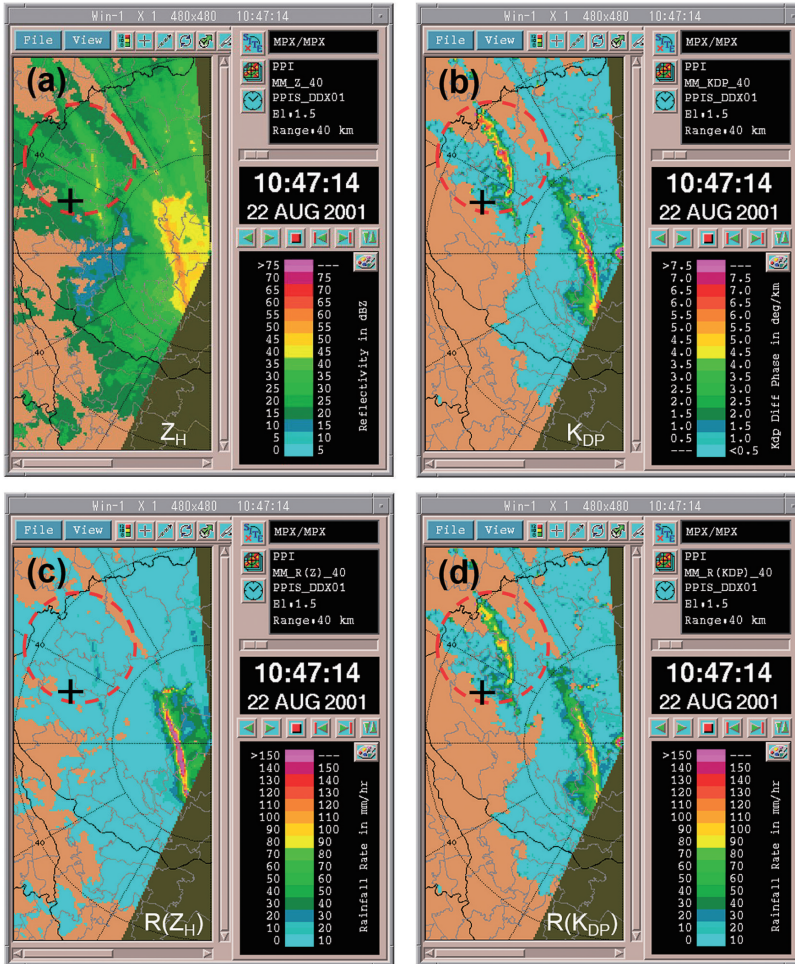 Win-1 X 1 480x480 10:47:14
File View
MPX/MPX
(a)
PPI
MM_Z_40
PPIS_DDX01
El:1.5
Range:40 km
40
40
10:47:14
22 AUG 2001
>75 ---
70 75
65 70
60 65
55 60
50 55
45 50
40 45
35 40
30 35
25 30
20 25
15 20
10 15
5 10
0 5
Reflectivity in dBZ
ZH
Win-1 X 1 480x480 10:47:14
File View
MPX/MPX
(b)
PPI
MM_KDP_40
PPIS_DDX01
El:1.5
Range:40 km
40
40
10:47:14
22 AUG 2001
>7.5 ---
7.0 7.5
6.5 7.0
6.0 6.5
5.5 6.0
5.0 5.5
4.5 5.0
4.0 4.5
3.5 4.0
3.0 3.5
2.5 3.0
2.0 2.5
1.5 2.0
1.0 1.5
0.5 1.0
--- <0.5
Kdp Diff Phase in deg/km
KDP
Win-1 X 1 480x480 10:47:14
File View
MPX/MPX
(c)
PPI
MM_R(Z)_40
PPIS_DDX01
El:1.5
Range:40 km
40
40
10:47:14
22 AUG 2001
>150 ---
140 150
130 140
120 130
110 120
100 110
90 100
80 90
70 80
60 70
50 60
40 50
30 40
20 30
10 20
0 10
Rainfall Rate in mm/hr
R(ZH)
Win-1 X 1 480x480 10:47:14
File View
MPX/MPX
(d)
PPI
MM_R(KDP)_40
PPIS_DDX01
El:1.5
Range:40 km
40
40
10:47:14
22 AUG 2001
>150 ---
140 150
130 140
120 130
110 120
100 110
90 100
80 90
70 80
60 70
50 60
40 50
30 40
20 30
10 20
0 10
Rainfall Rate in mm/hr
R(KDP)